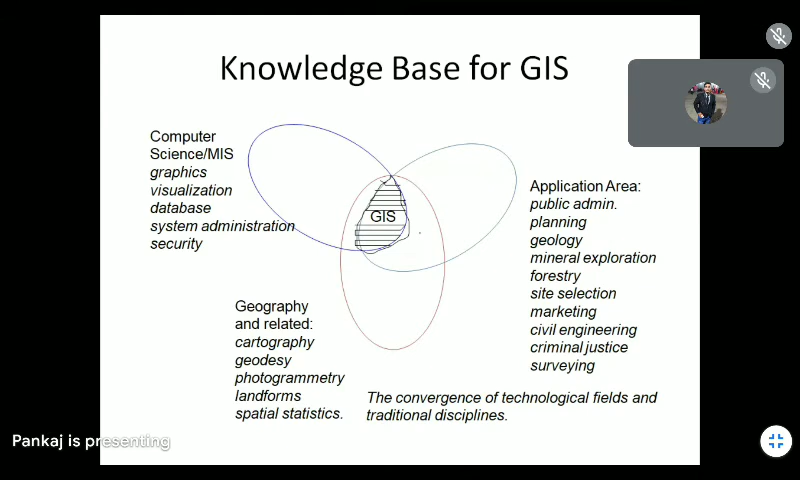 Knowledge Base for GIS
Computer
Science/MIS
graphics
visualization
database
system administration
security
GIS
Application Area:
public admin.
planning
geology
mineral exploration
forestry
site selection
marketing
civil engineering
criminal justice
surveying
Geography
and related:
cartography
geodesy
photogrammetry
landforms
spatial statistics.
The convergence of technological fields and
traditional disciplines.
Pankaj is presenting